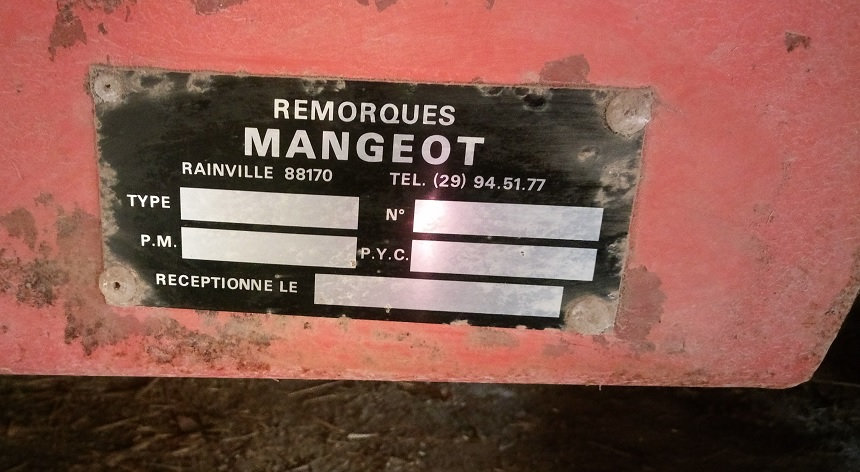 REMORQUES
MANGEOT
RAINVILLE 88170 TEL. (29) 94.51.77
TYPE N°
P.M. P.Y.C.
RECEPTIONNE LE